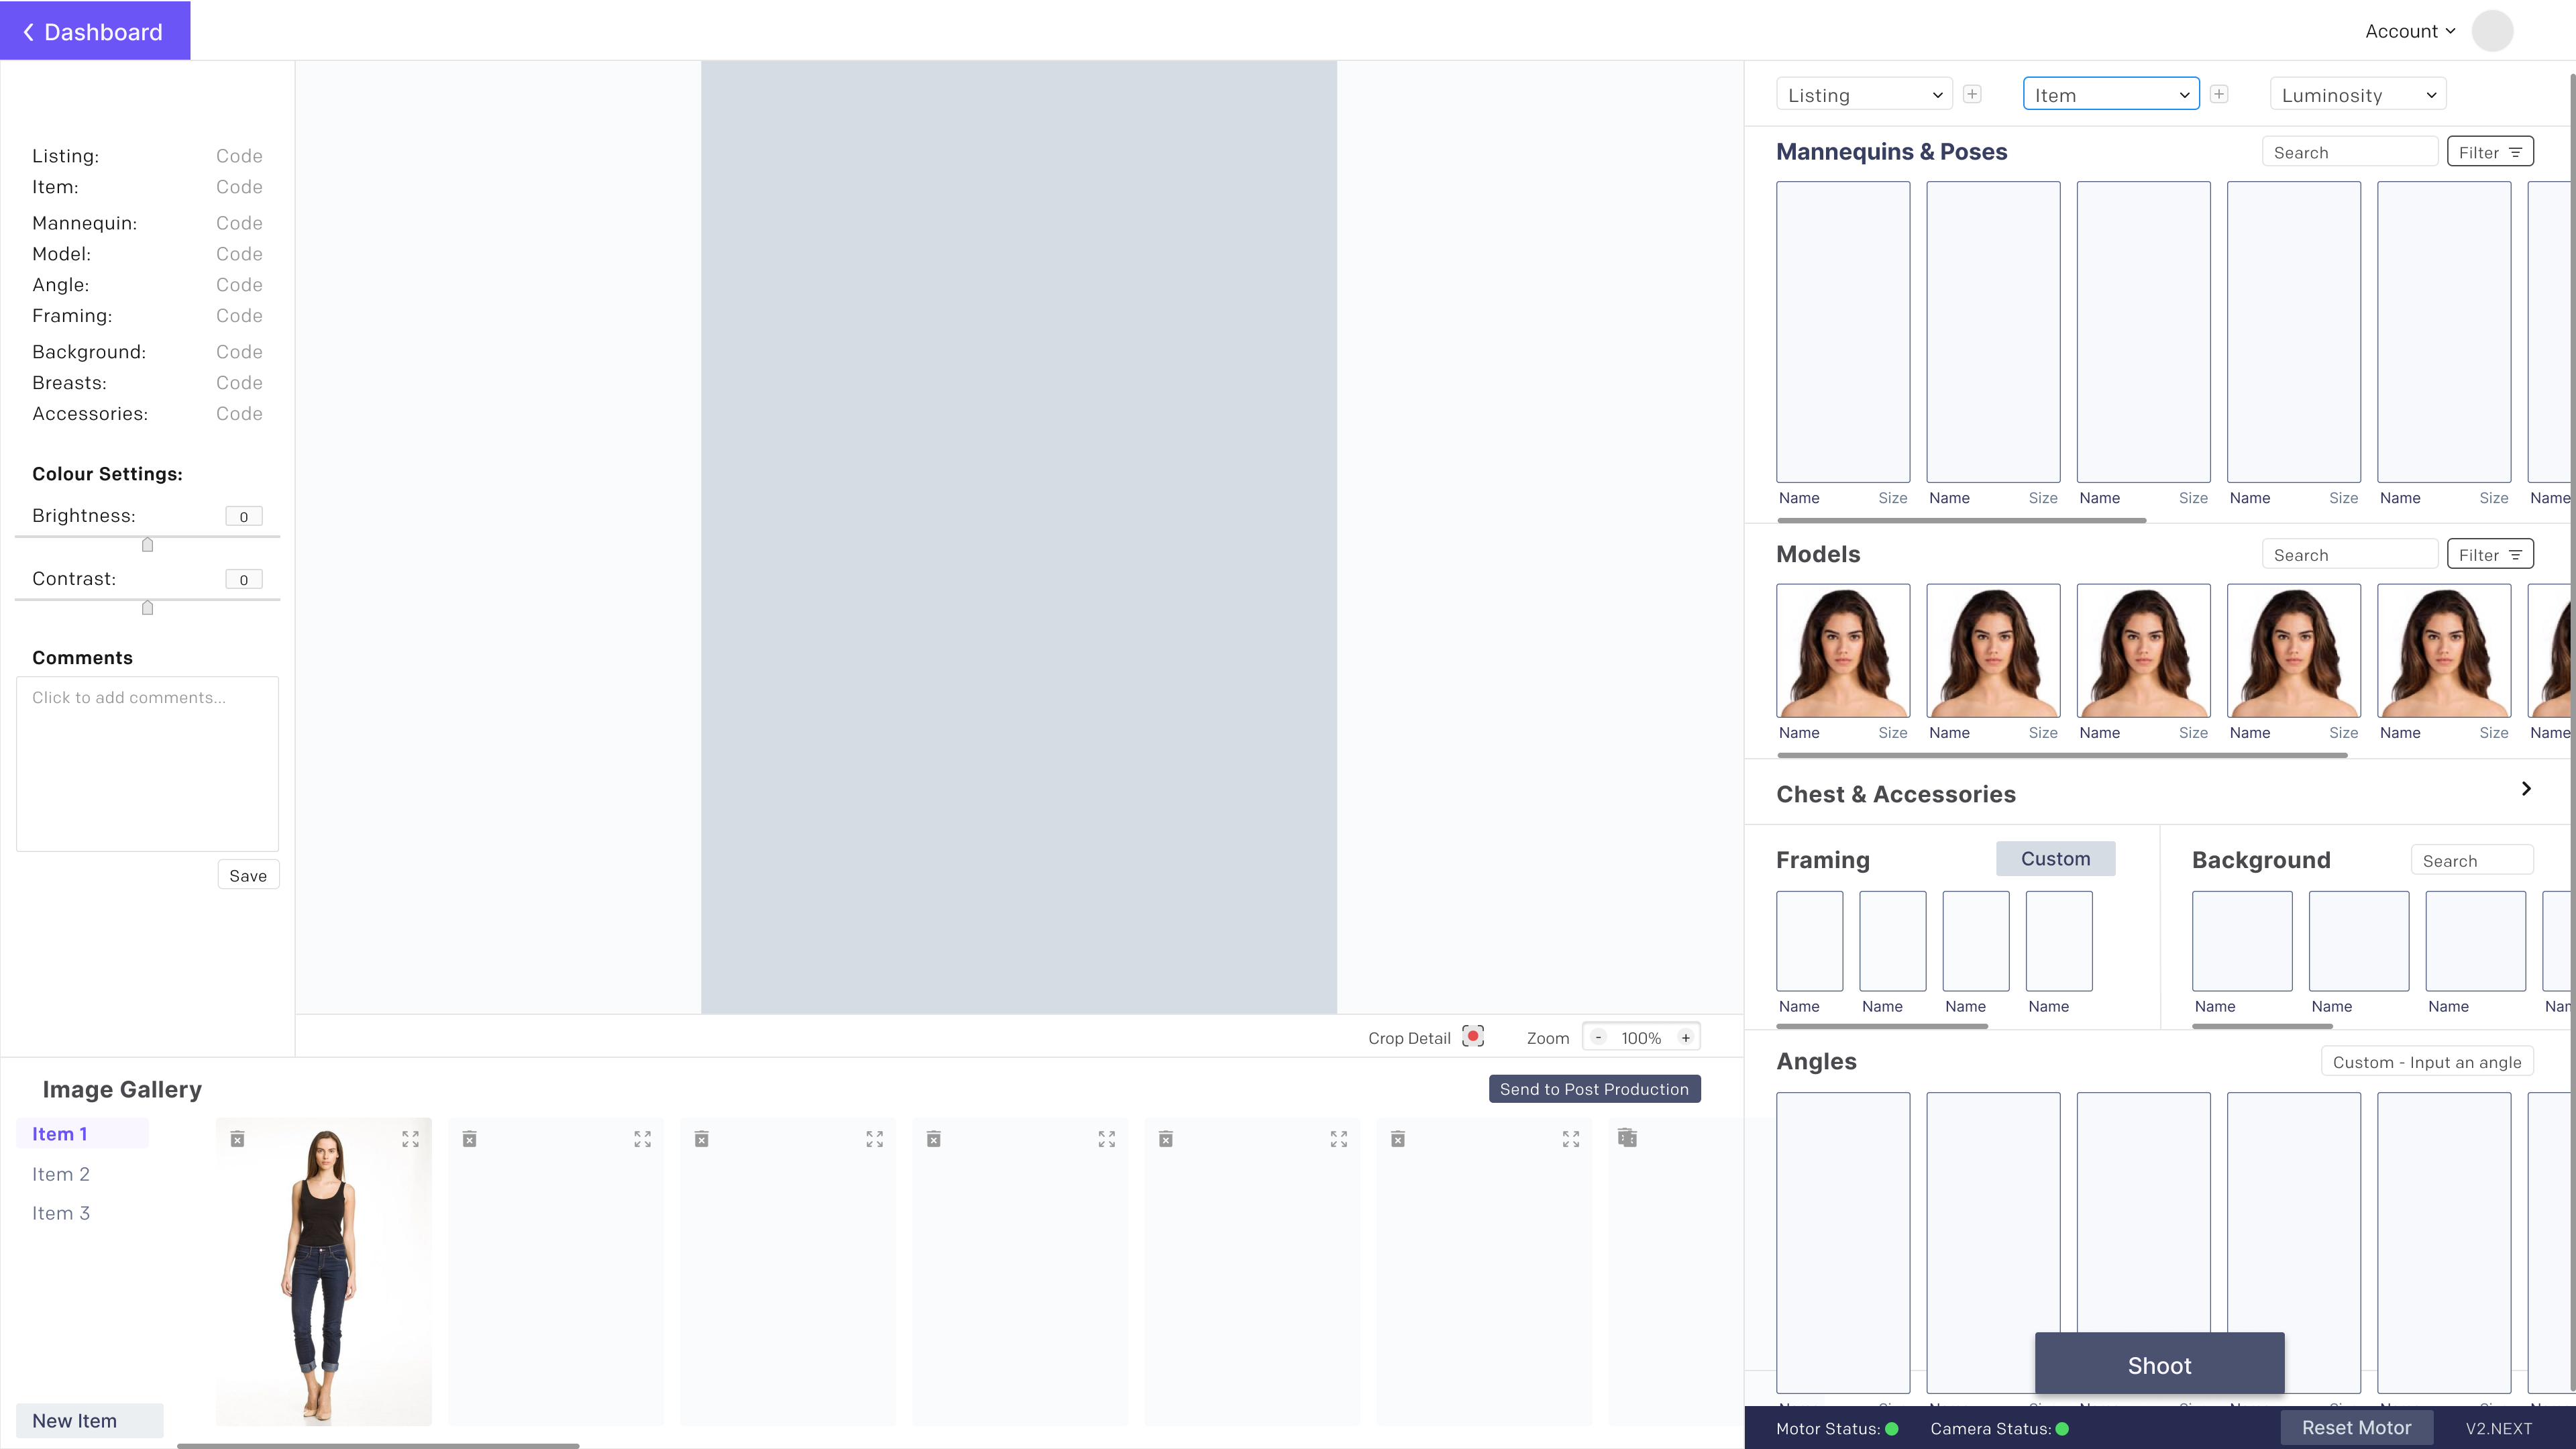 Dashboard
Account
Listing: Code
Item: Code
Mannequin: Code
Model: Code
Angle: Code
Framing: Code
Background: Code
Breasts: Code
Accessories: Code
Colour Settings:
Brightness: 0
Contrast: 0
Comments
Click to add comments...
Save
Crop Detail Zoom - 100% +
Image Gallery
Send to Post Production
Item 1
Item 2
Item 3
New Item
Listing Item Luminosity
Mannequins & Poses Search Filter
Name Size Name Size Name Size Name Size Name Size Name
Models Search Filter
Name Size Name Size Name Size Name Size Name Size Name
Chest & Accessories
Framing Custom
Name Name Name Name
Background Search
Name Name Name
Angles Custom - Input an angle
Shoot
Motor Status: Camera Status: Reset Motor V2.NEXT